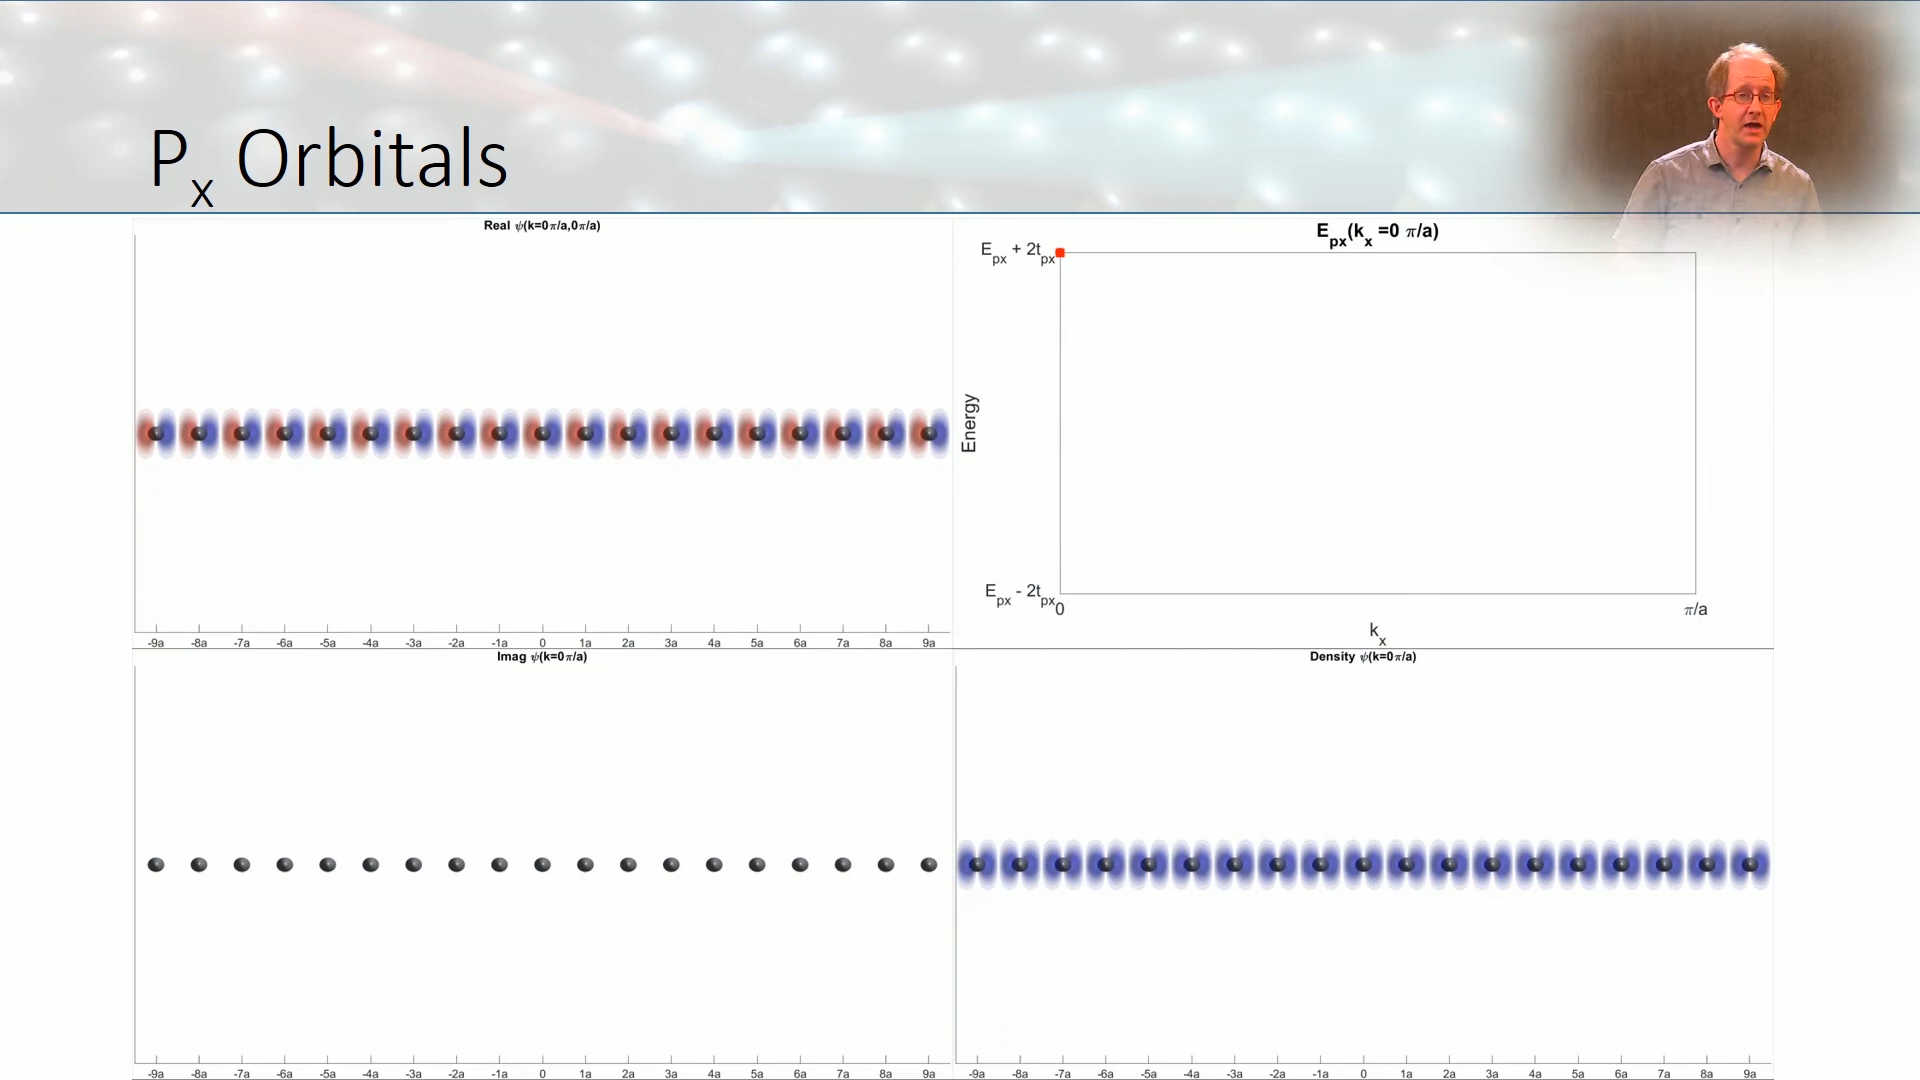 Px Orbitals
Real ψ(k=0π/a,0π/a)
-9a -8a -7a -6a -5a -4a -3a -2a -1a 0 1a 2a 3a 4a 5a 6a 7a 8a 9a
Epx(kx =0 π/a)
Epx + 2tpx
Energy
Epx - 2tpx
0 π/a
kx
Imag ψ(k=0π/a)
-9a -8a -7a -6a -5a -4a -3a -2a -1a 0 1a 2a 3a 4a 5a 6a 7a 8a 9a
Density ψ(k=0π/a)
-9a -8a -7a -6a -5a -4a -3a -2a -1a 0 1a 2a 3a 4a 5a 6a 7a 8a 9a